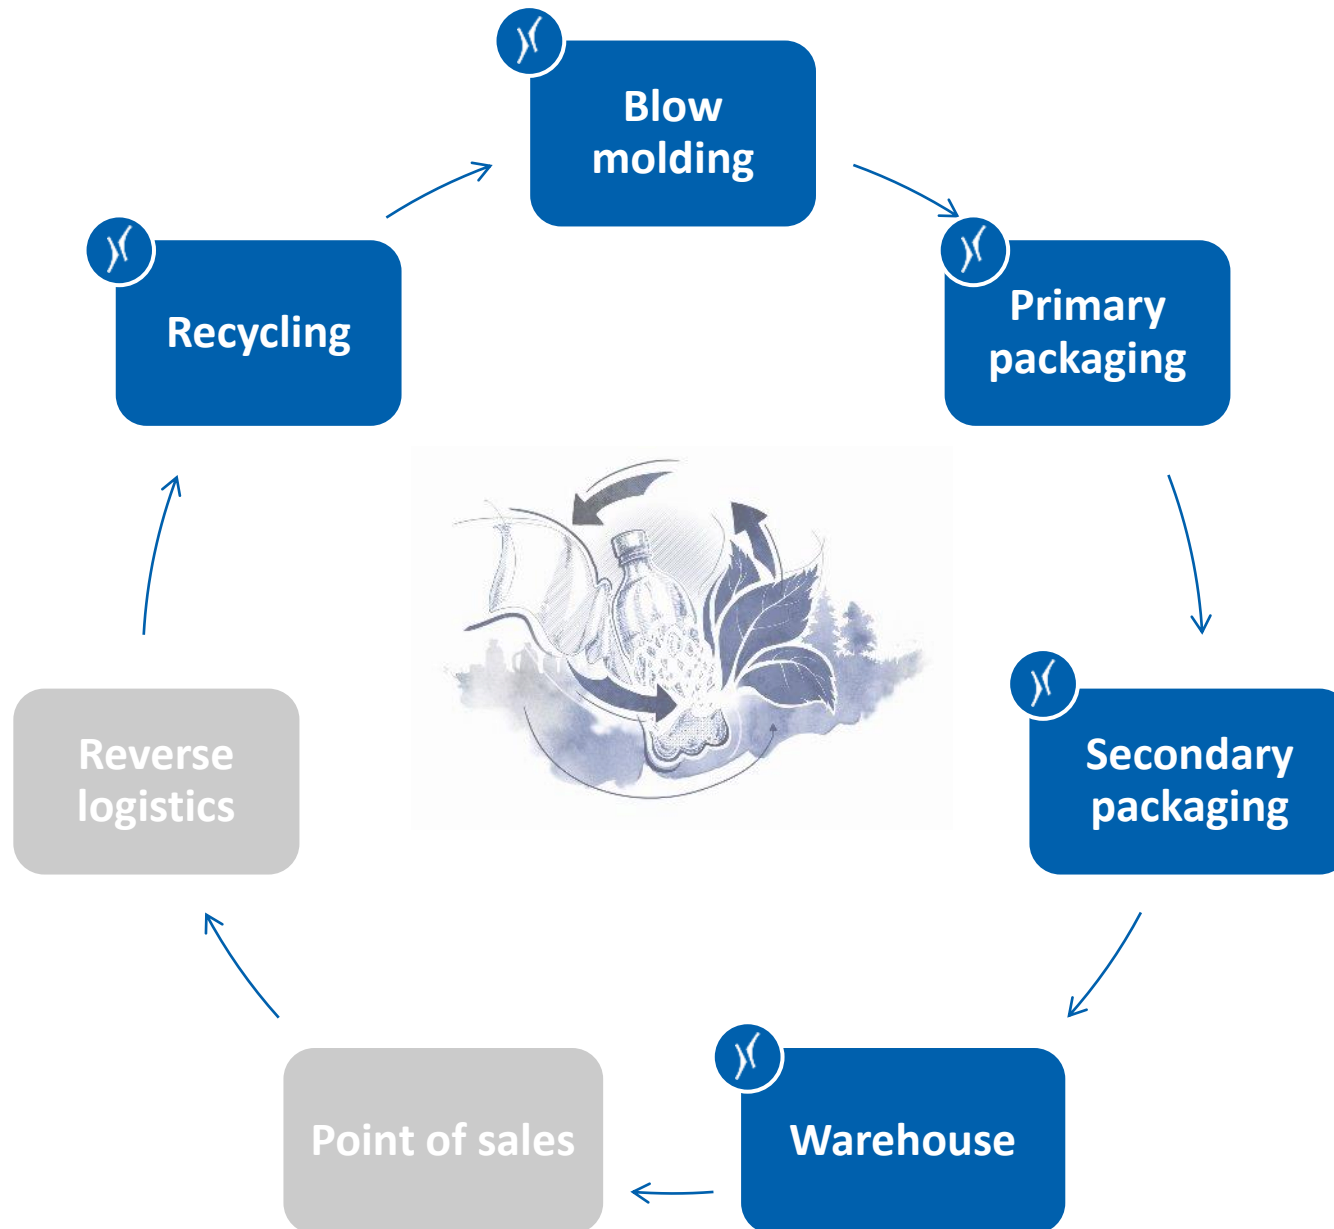 Blow
molding
Primary
packaging
Secondary
packaging
Warehouse
Point of sales
Reverse
logistics
Recycling